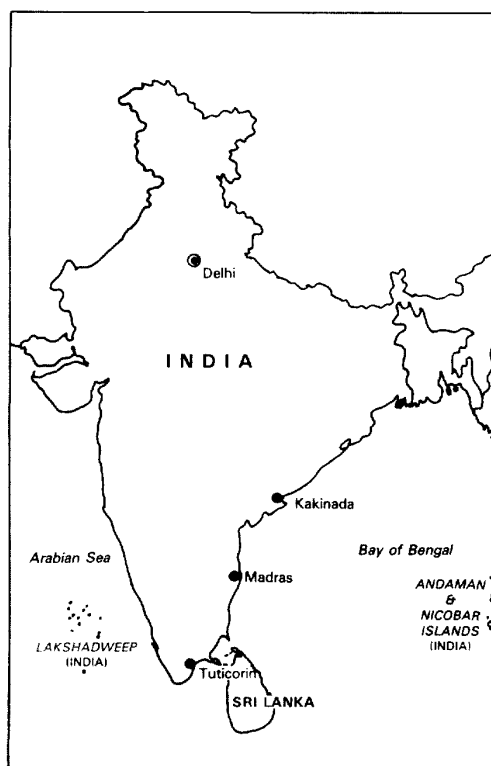 Delhi
INDIA
Kakinada
Arabian Sea
Bay of Bengal
Madras
ANDAMAN
&
NICOBAR
ISLANDS
(INDIA)
LAKSHADWEEP
(INDIA)
Tuticorin
SRI LANKA